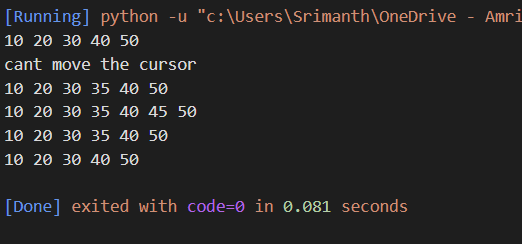 [Running] python -u "c:\Users\Srimanth\OneDrive - Amri
10 20 30 40 50
cant move the cursor
10 20 30 35 40 50
10 20 30 35 40 45 50
10 20 30 35 40 50
10 20 30 40 50
[Done] exited with code=0 in 0.081 seconds